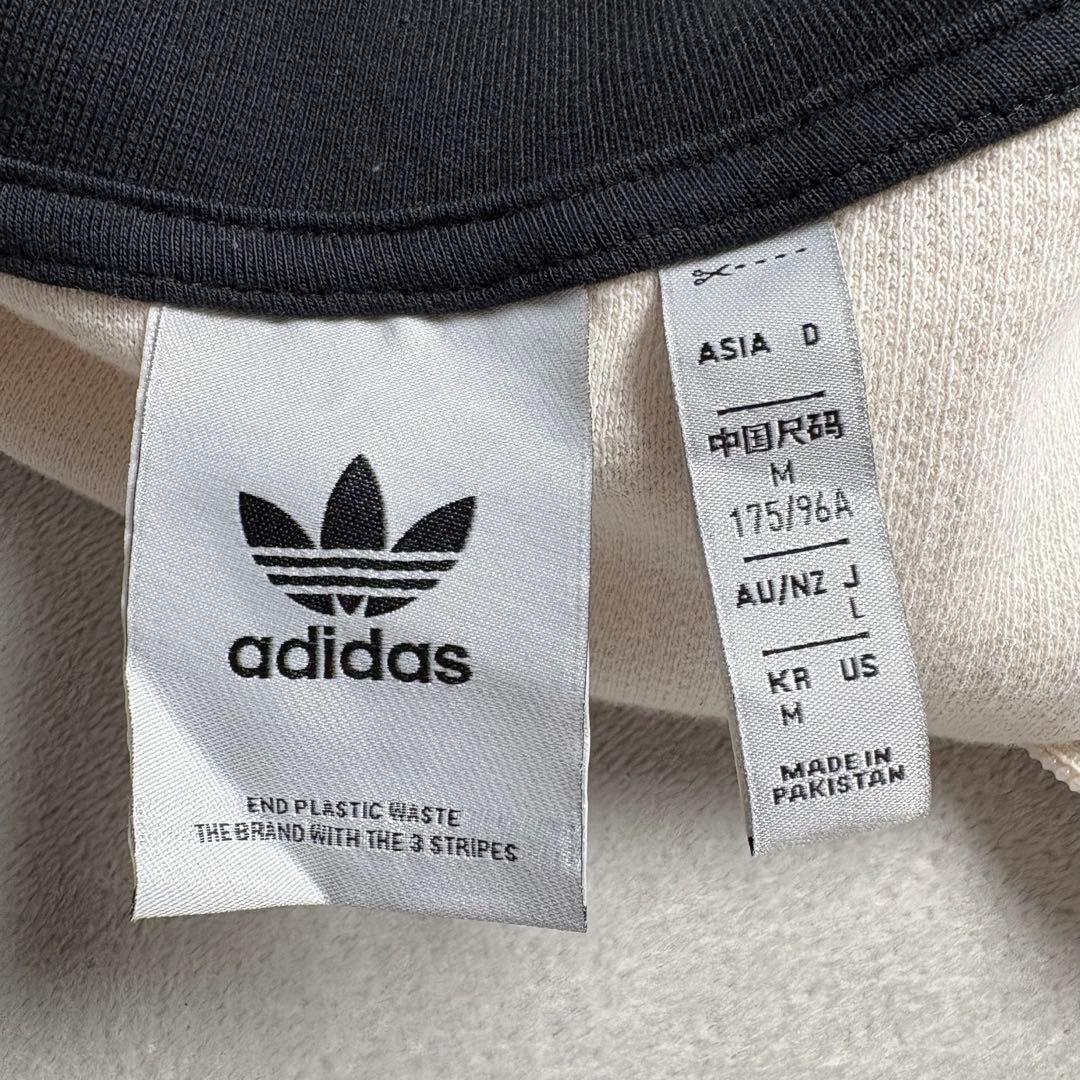 adidas
END PLASTIC WASTE
THE BRAND WITH THE 3 STRIPES
ASIA D
中国尺码
M
175/96A
AU/NZ J
L
KR US
M
MADE IN
PAKISTAN